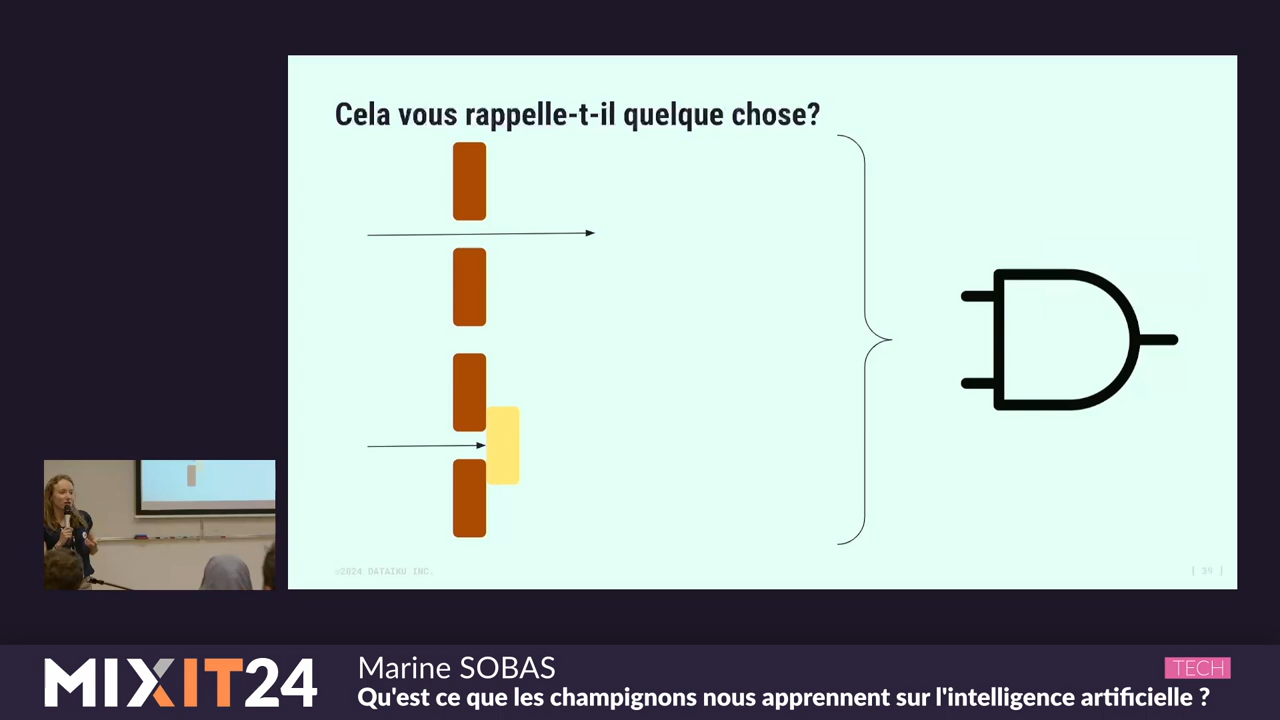 Cela vous rappelle-t-il quelque chose?
©2024 DATAIKU INC.
[ 39 ]
MIXIT24
Marine SOBAS
TECH
Qu'est ce que les champignons nous apprennent sur l'intelligence artificielle ?